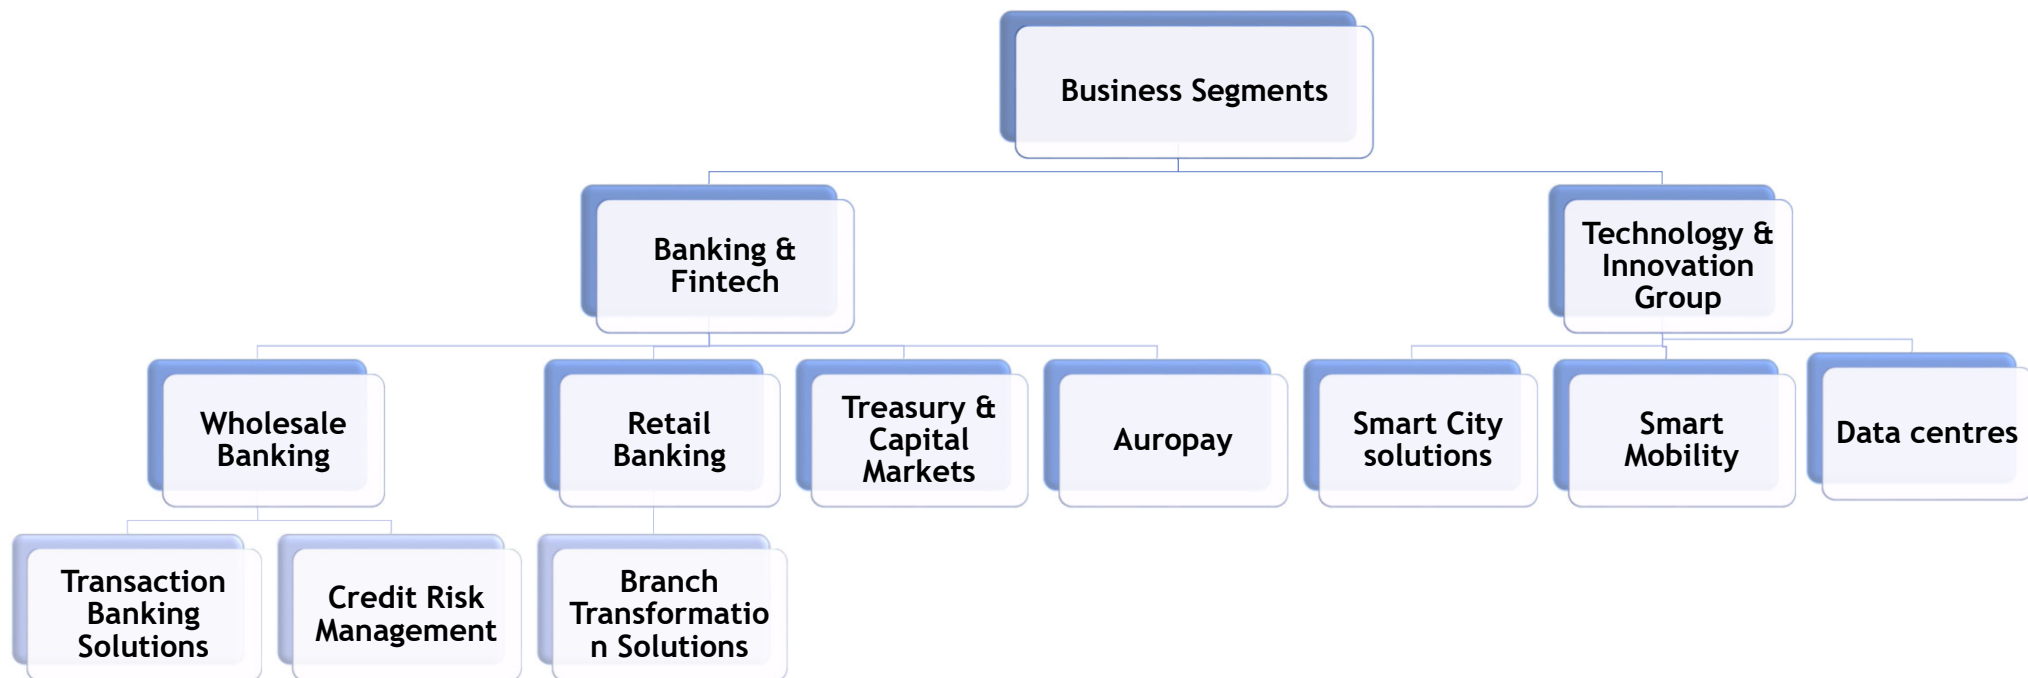 Business Segments
Banking &
Fintech
Technology &
Innovation
Group
Wholesale
Banking
Retail
Banking
Treasury &
Capital
Markets
Auropay
Smart City
solutions
Smart
Mobility
Data centres
Transaction
Banking
Solutions
Credit Risk
Management
Branch
Transformatio
n Solutions